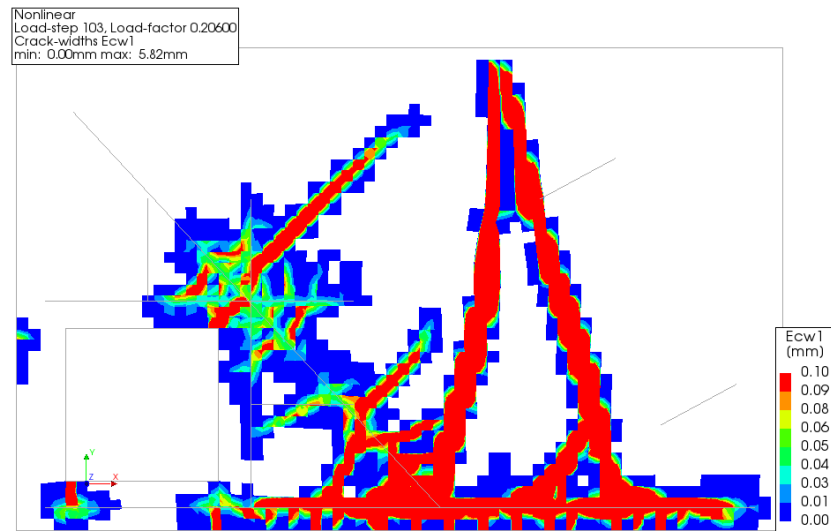 Nonlinear
Load-step 103, Load-factor 0.20600
Crack-widths Ecw1
min: 0.00mm max: 5.82mm
Y
Z
X
Ecw1
(mm)
0.10
0.09
0.08
0.06
0.05
0.04
0.03
0.01
0.00